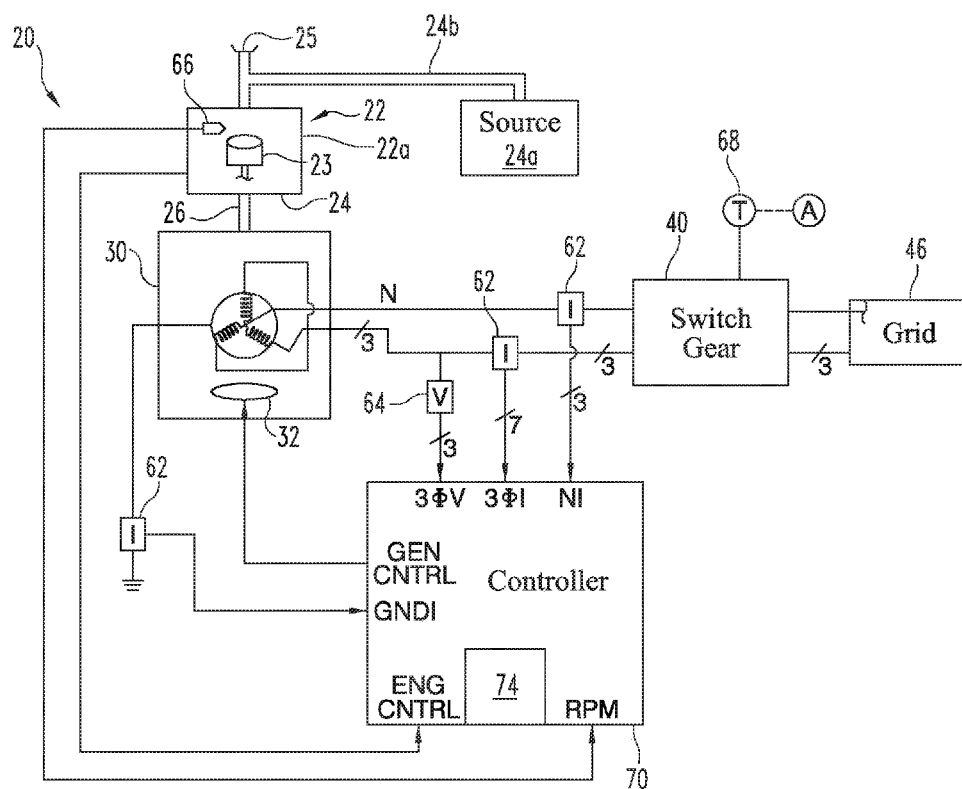 20
25
24b
66
22
Source
24a
22a
23
68
T
A
26
24
40
46
30
62
62
N
I
Switch
Gear
Grid
3
I
3
3
V
64
32
7
3
3
62
3ΦV
3ΦI
NI
I
GEN
CNTRL
Controller
GNDI
ENG
CNTRL
74
RPM
70